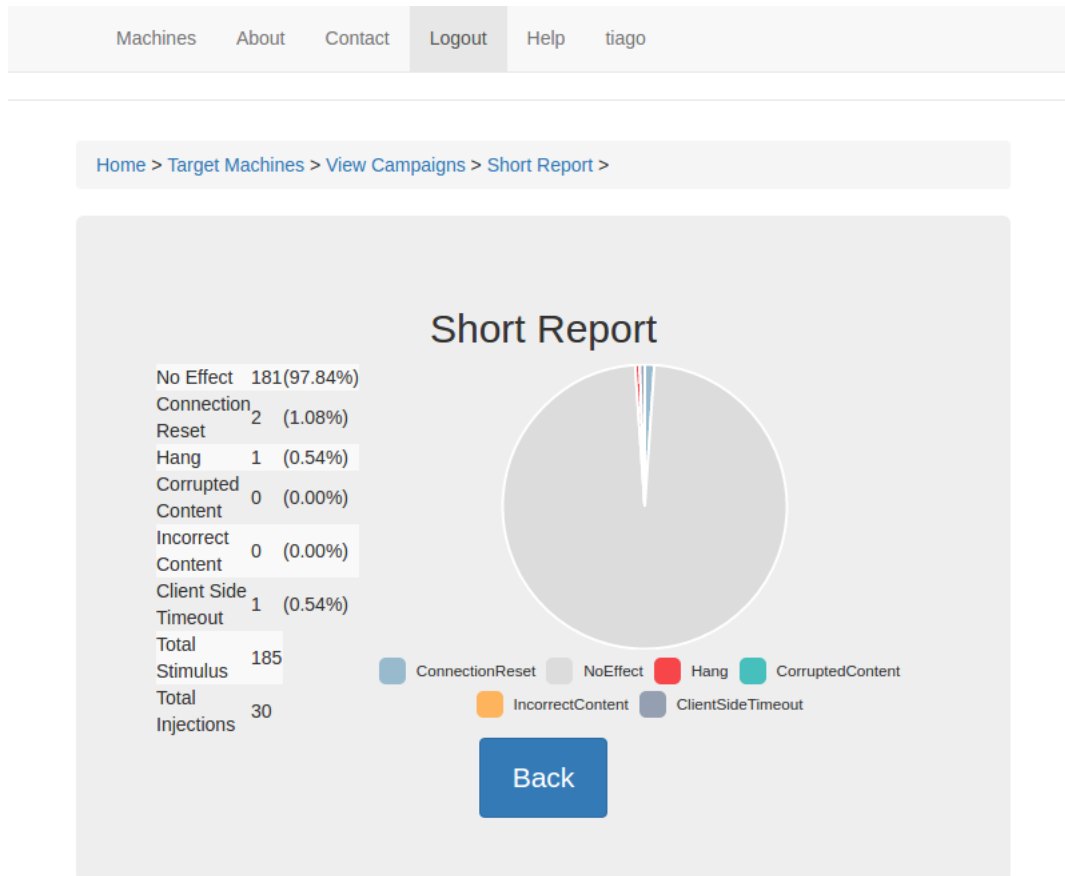 Machines About Contact Logout Help tiago
Home > Target Machines > View Campaigns > Short Report >
Short Report
No Effect 181 (97.84%)
Connection
Reset 2 (1.08%)
Hang 1 (0.54%)
Corrupted
Content 0 (0.00%)
Incorrect
Content 0 (0.00%)
Client Side
Timeout 1 (0.54%)
Total
Stimulus 185
Total
Injections 30
ConnectionReset NoEffect Hang CorruptedContent
IncorrectContent ClientSideTimeout
Back